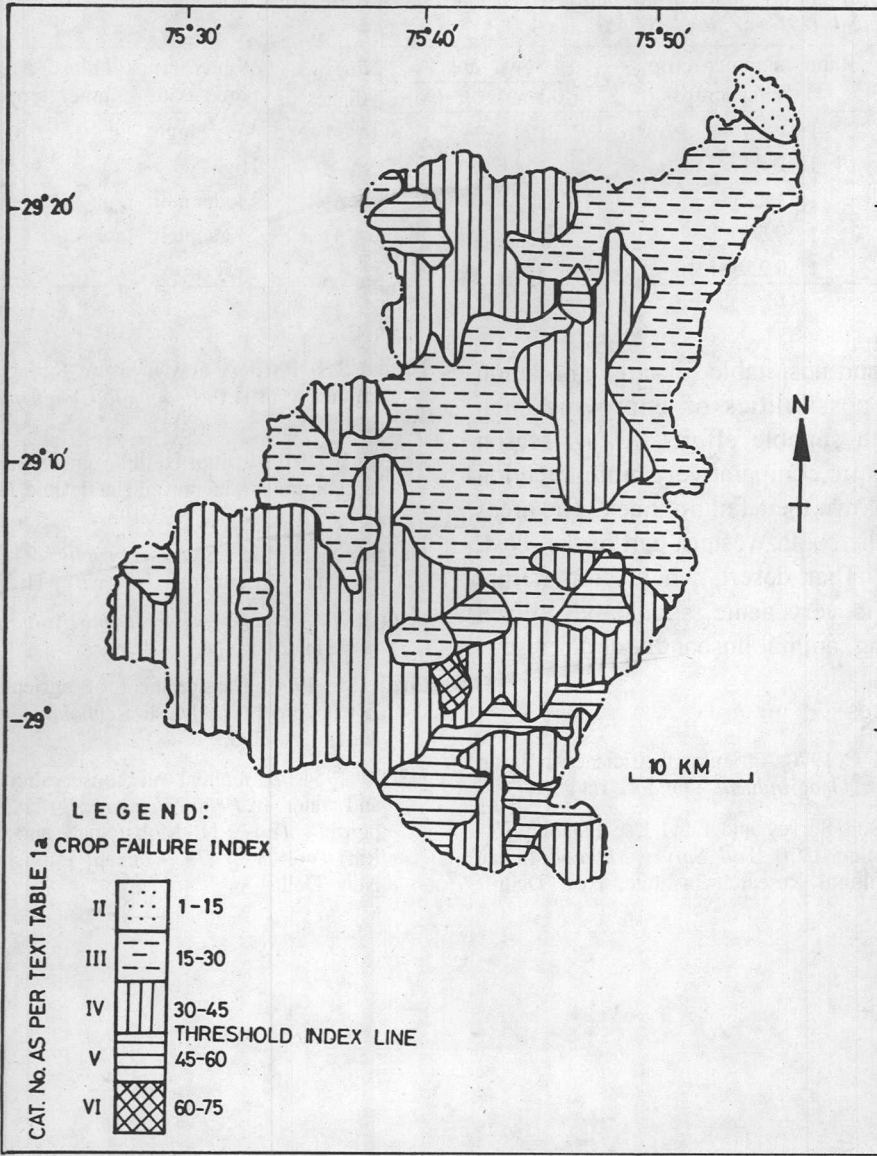 75°30'
75°40'
75°50'
29°20'
29°10'
29°
N
10 KM
LEGEND:
CROP FAILURE INDEX
CAT. No. AS PER TEXT TABLE 1a
II 1-15
III 15-30
IV 30-45
THRESHOLD INDEX LINE
V 45-60
VI 60-75